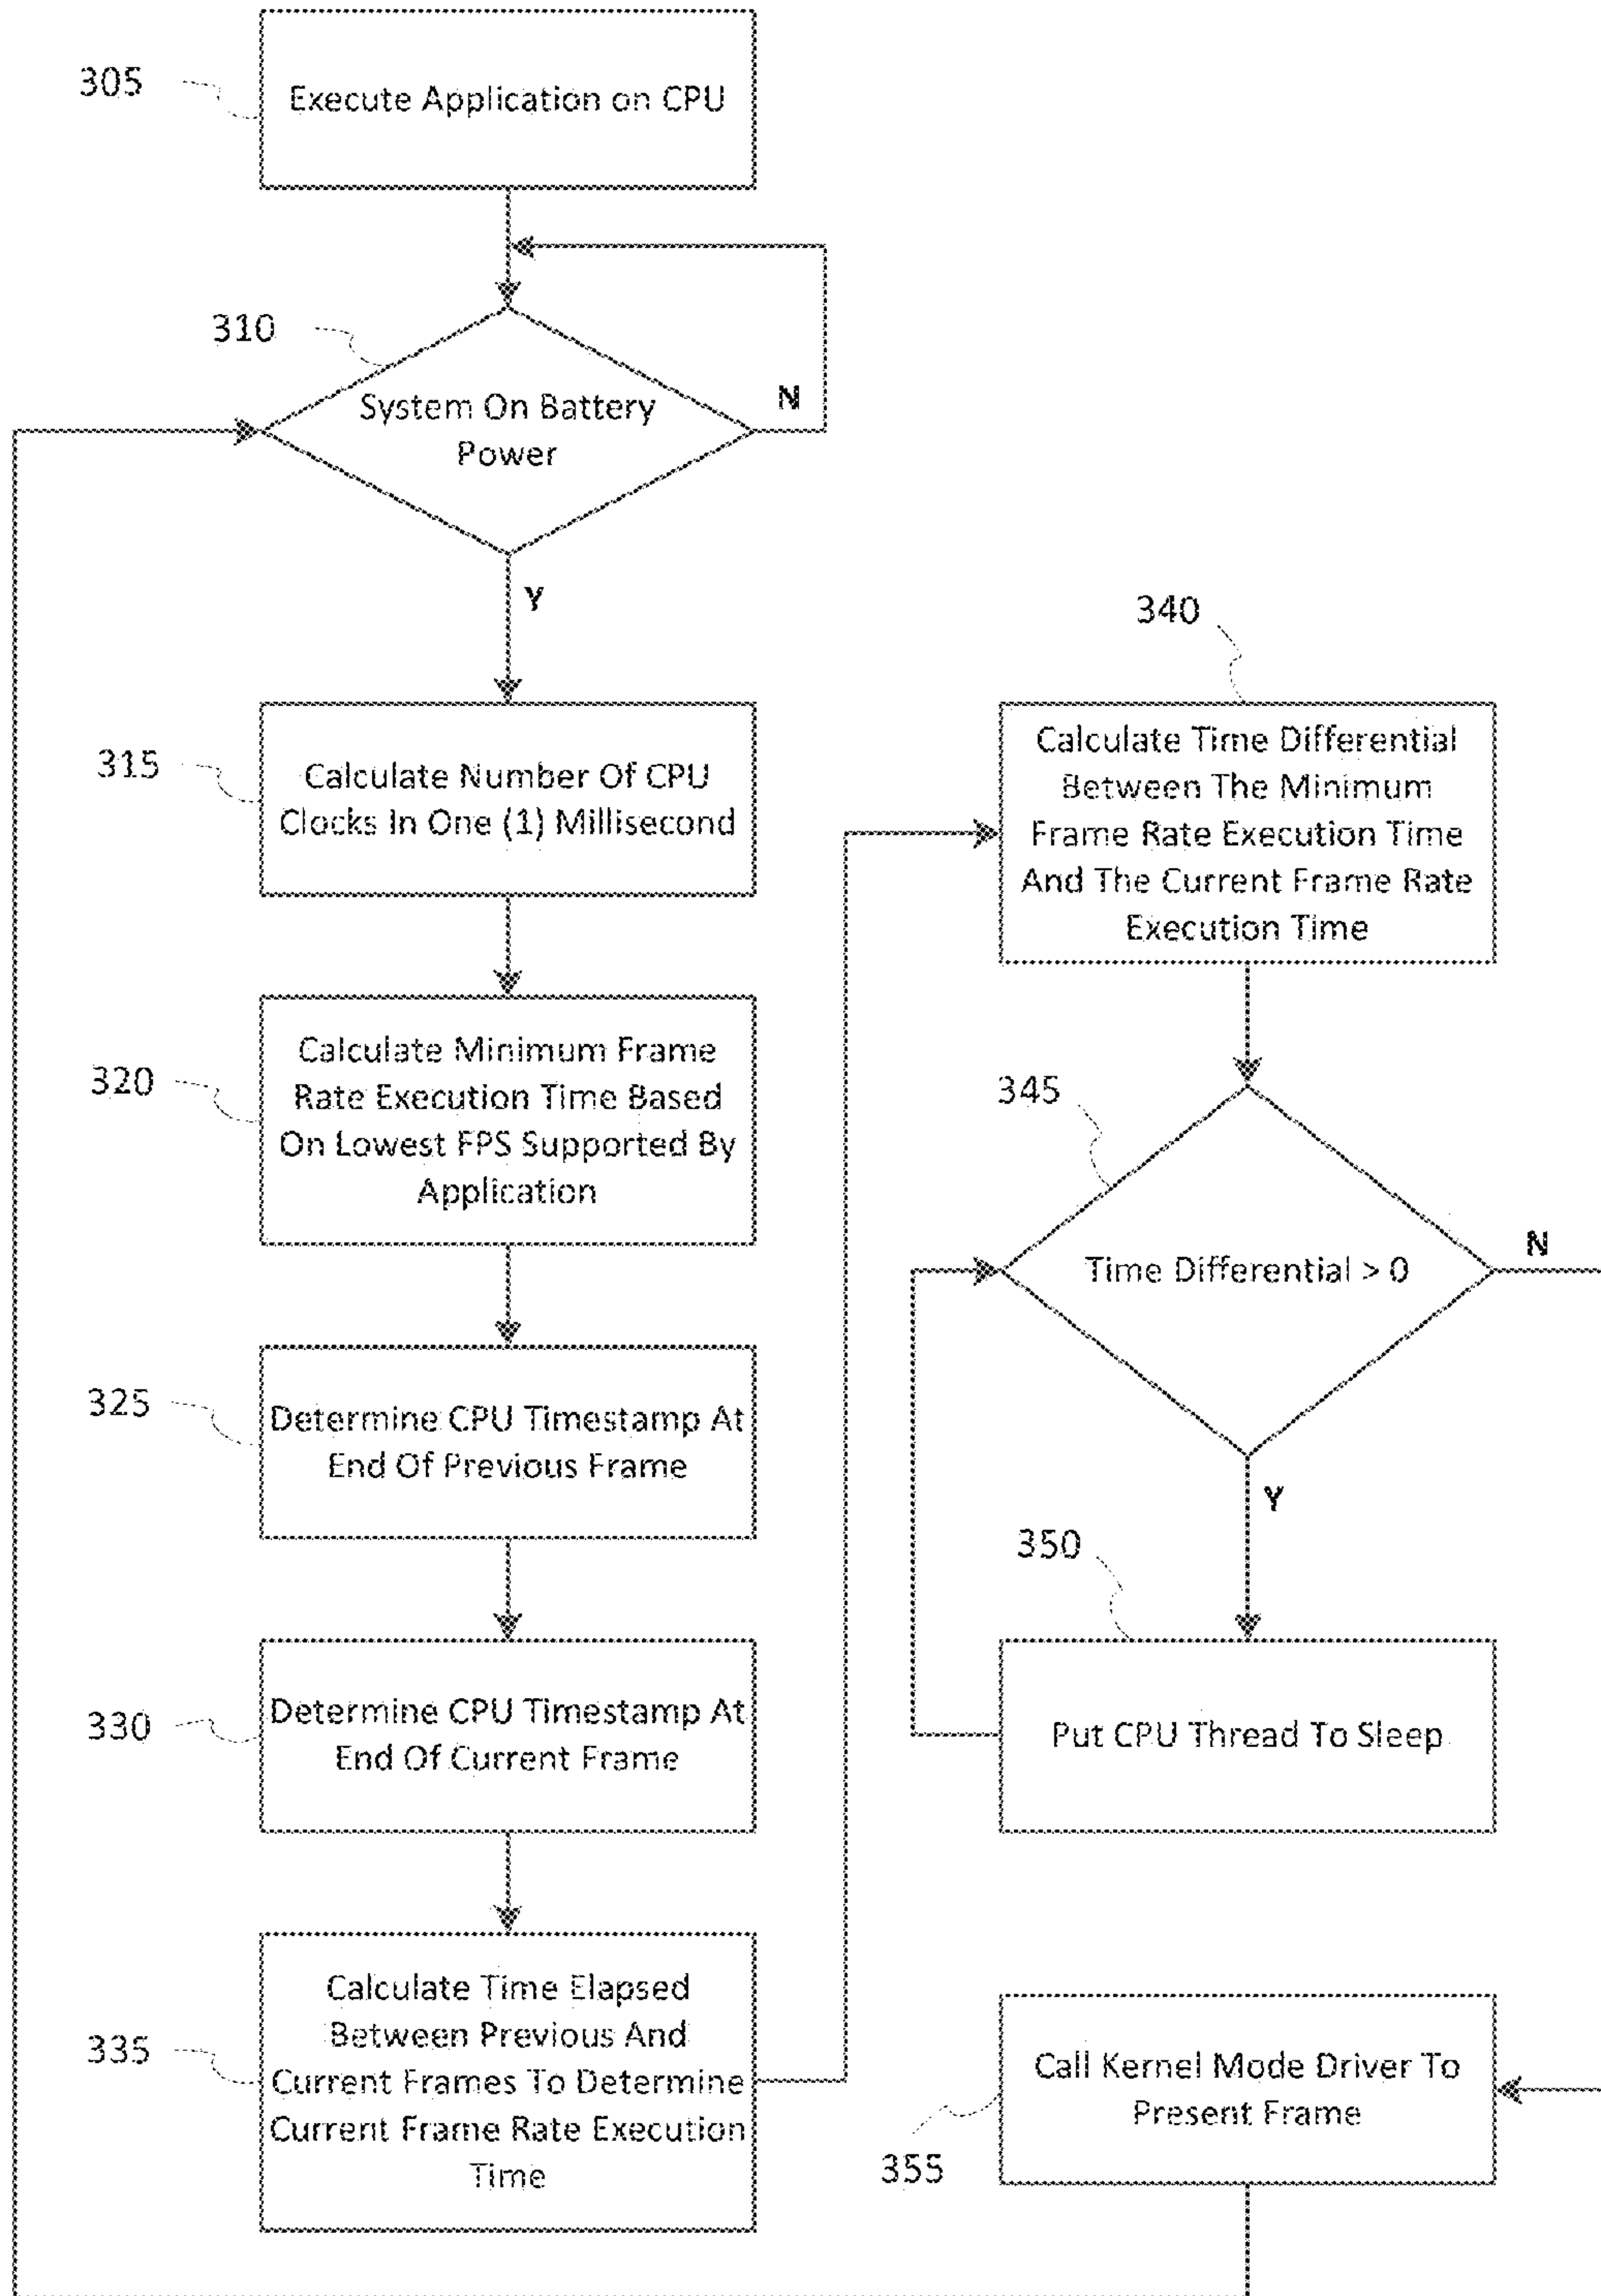 305
Execute Application on CPU
310
System On Battery
Power
N
Y
315
Calculate Number Of CPU
Clocks In One (1) Millisecond
320
Calculate Minimum Frame
Rate Execution Time Based
On Lowest FPS Supported By
Application
325
Determine CPU Timestamp At
End Of Previous Frame
330
Determine CPU Timestamp At
End Of Current Frame
335
Calculate Time Elapsed
Between Previous And
Current Frames To Determine
Current Frame Rate Execution
Time
340
Calculate Time Differential
Between The Minimum
Frame Rate Execution Time
And The Current Frame Rate
Execution Time
345
Time Differential > 0
N
Y
350
Put CPU Thread To Sleep
Call Kernel Mode Driver To
Present Frame
355